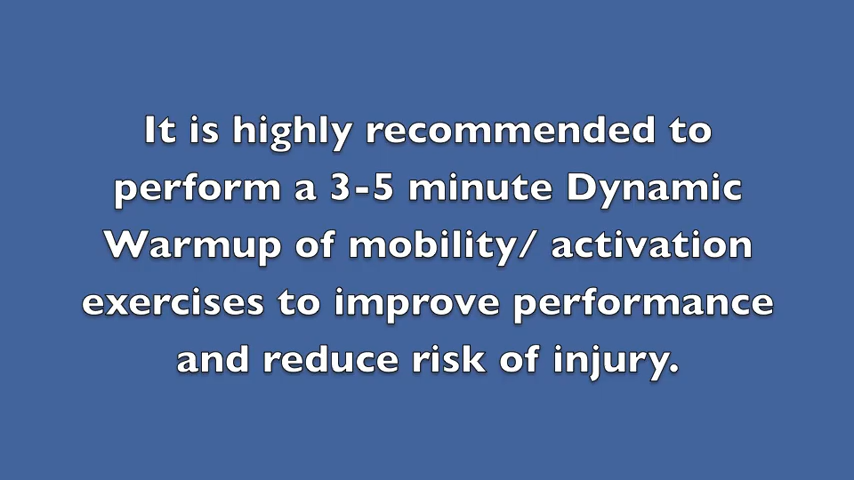 It is highly recommended to
perform a 3-5 minute Dynamic
Warmup of mobility/ activation
exercises to improve performance
and reduce risk of injury.